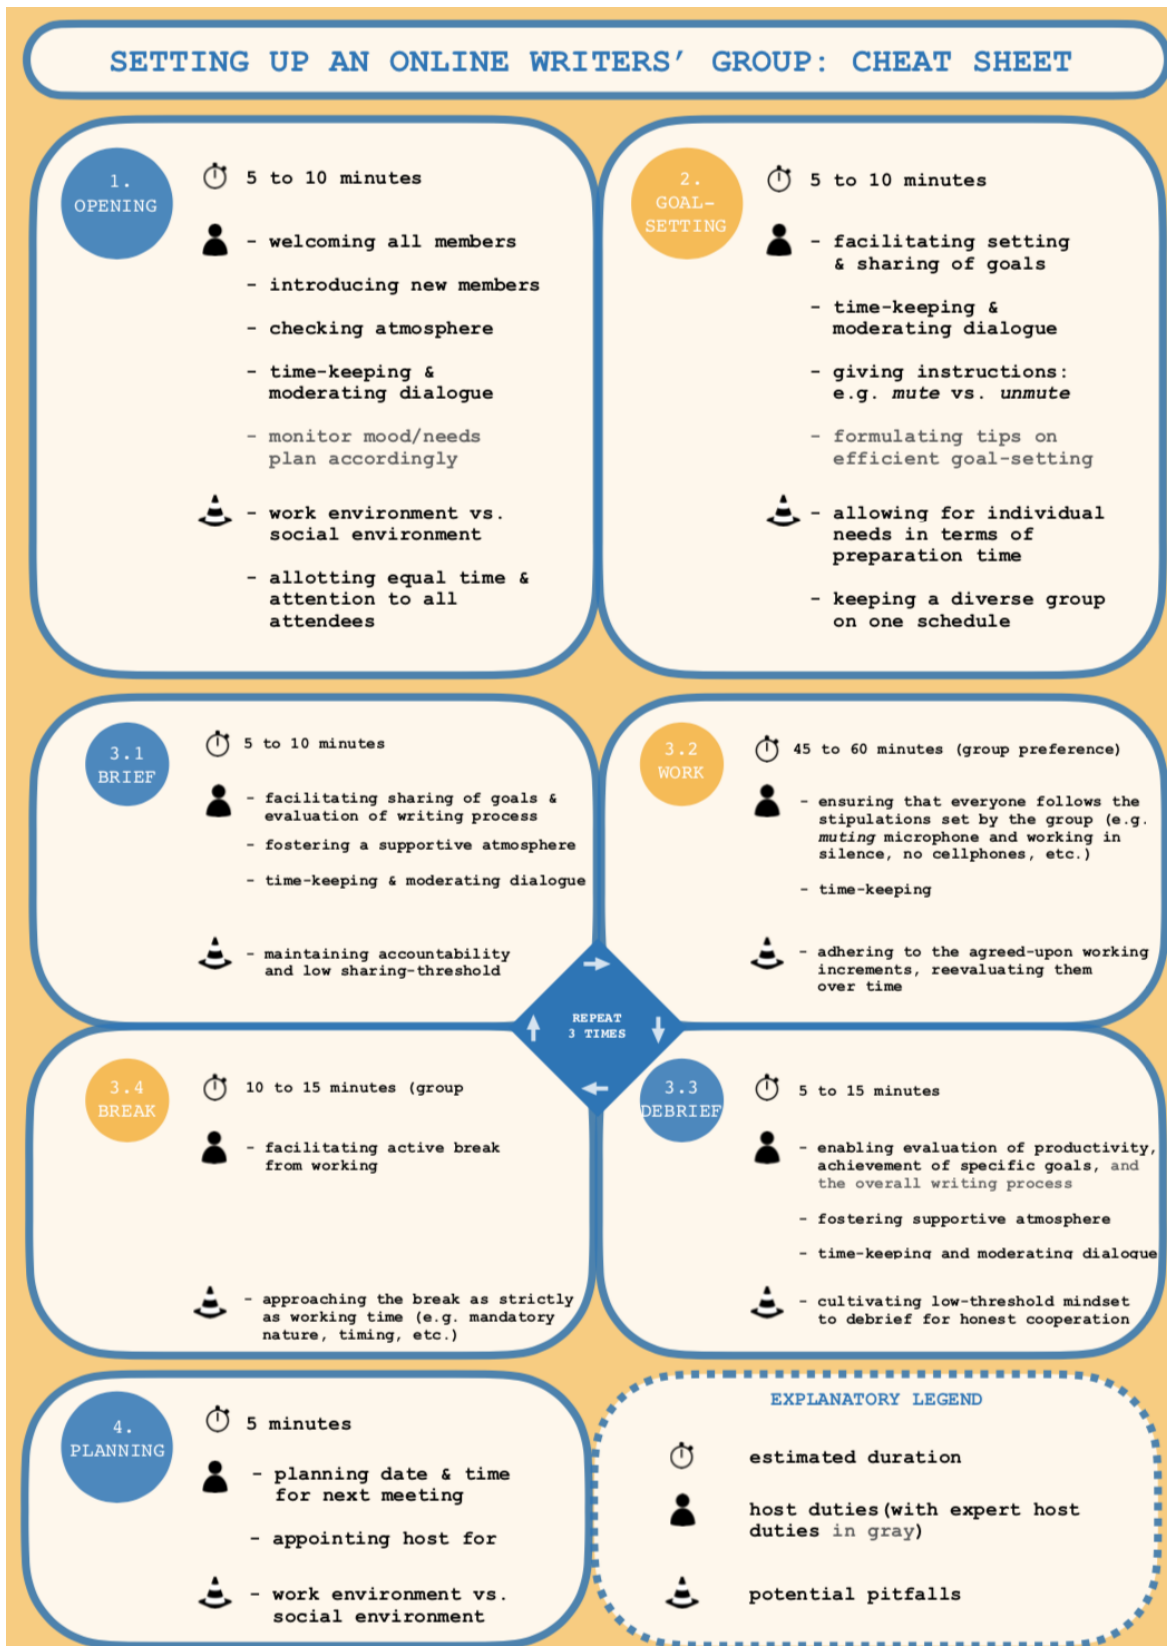 SETTING UP AN ONLINE WRITERS’ GROUP: CHEAT SHEET
1.
OPENING
5 to 10 minutes
- welcoming all members
- introducing new members
- checking atmosphere
- time-keeping &
moderating dialogue
- monitor mood/needs
plan accordingly
- work environment vs.
social environment
- allotting equal time &
attention to all
attendees
2.
GOAL-
SETTING
5 to 10 minutes
- facilitating setting
& sharing of goals
- time-keeping &
moderating dialogue
- giving instructions:
e.g. mute vs. unmute
- formulating tips on
efficient goal-setting
- allowing for individual
needs in terms of
preparation time
- keeping a diverse group
on one schedule
3.1
BRIEF
5 to 10 minutes
- facilitating sharing of goals &
evaluation of writing process
- fostering a supportive atmosphere
- time-keeping & moderating dialogue
- maintaining accountability
and low sharing-threshold
3.2
WORK
45 to 60 minutes (group preference)
- ensuring that everyone follows the
stipulations set by the group (e.g.
muting microphone and working in
silence, no cellphones, etc.)
- time-keeping
- adhering to the agreed-upon working
increments, reevaluating them
over time
REPEAT
3 TIMES
3.4
BREAK
10 to 15 minutes (group
- facilitating active break
from working
- approaching the break as strictly
as working time (e.g. mandatory
nature, timing, etc.)
3.3
DEBRIEF
5 to 15 minutes
- enabling evaluation of productivity,
achievement of specific goals, and
the overall writing process
- fostering supportive atmosphere
- time-keeping and moderating dialogue
- cultivating low-threshold mindset
to debrief for honest cooperation
4.
PLANNING
5 minutes
- planning date & time
for next meeting
- appointing host for
- work environment vs.
social environment
EXPLANATORY LEGEND
estimated duration
host duties(with expert host
duties in gray)
potential pitfalls